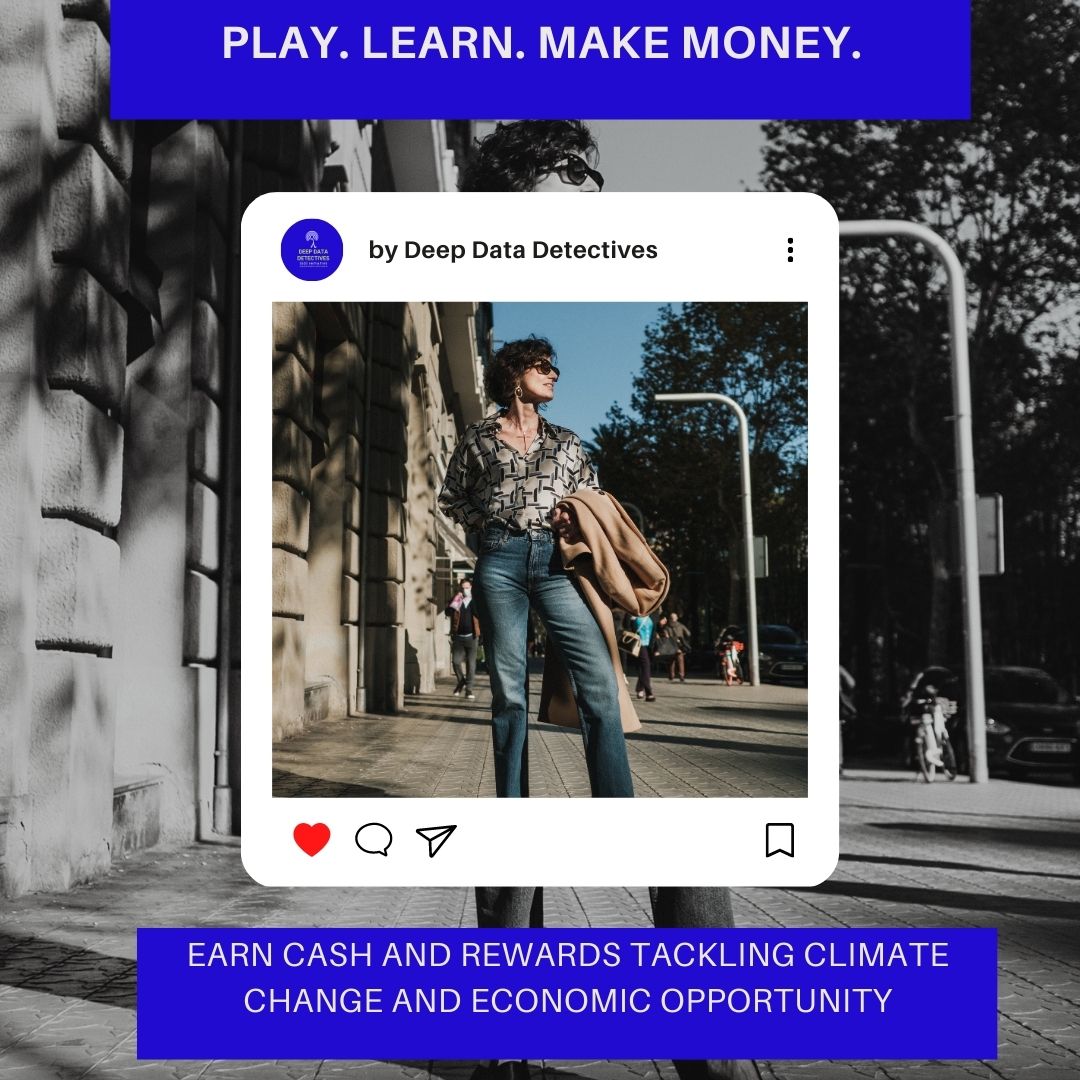 PLAY. LEARN. MAKE MONEY.
DEEP DATA
DETECTIVES
by Deep Data Detectives
EARN CASH AND REWARDS TACKLING CLIMATE
CHANGE AND ECONOMIC OPPORTUNITY